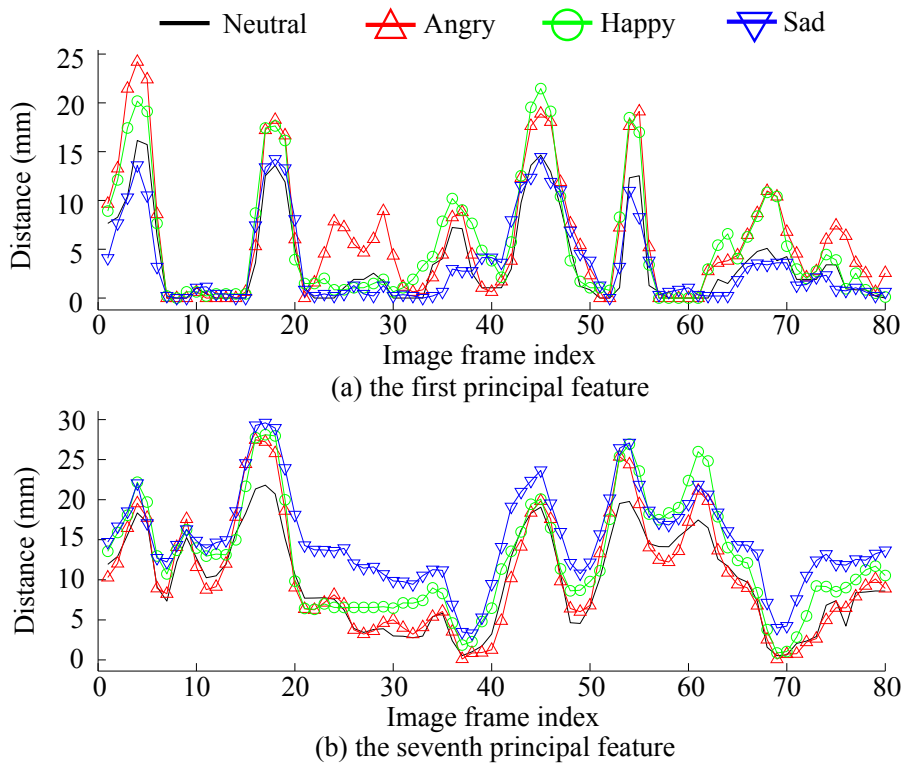 Neutral Angry Happy Sad
25
20
15
10
5
0
Distance (mm)
0 10 20 30 40 50 60 70 80
Image frame index
(a) the first principal feature
30
25
20
15
10
5
0
Distance (mm)
0 10 20 30 40 50 60 70 80
Image frame index
(b) the seventh principal feature